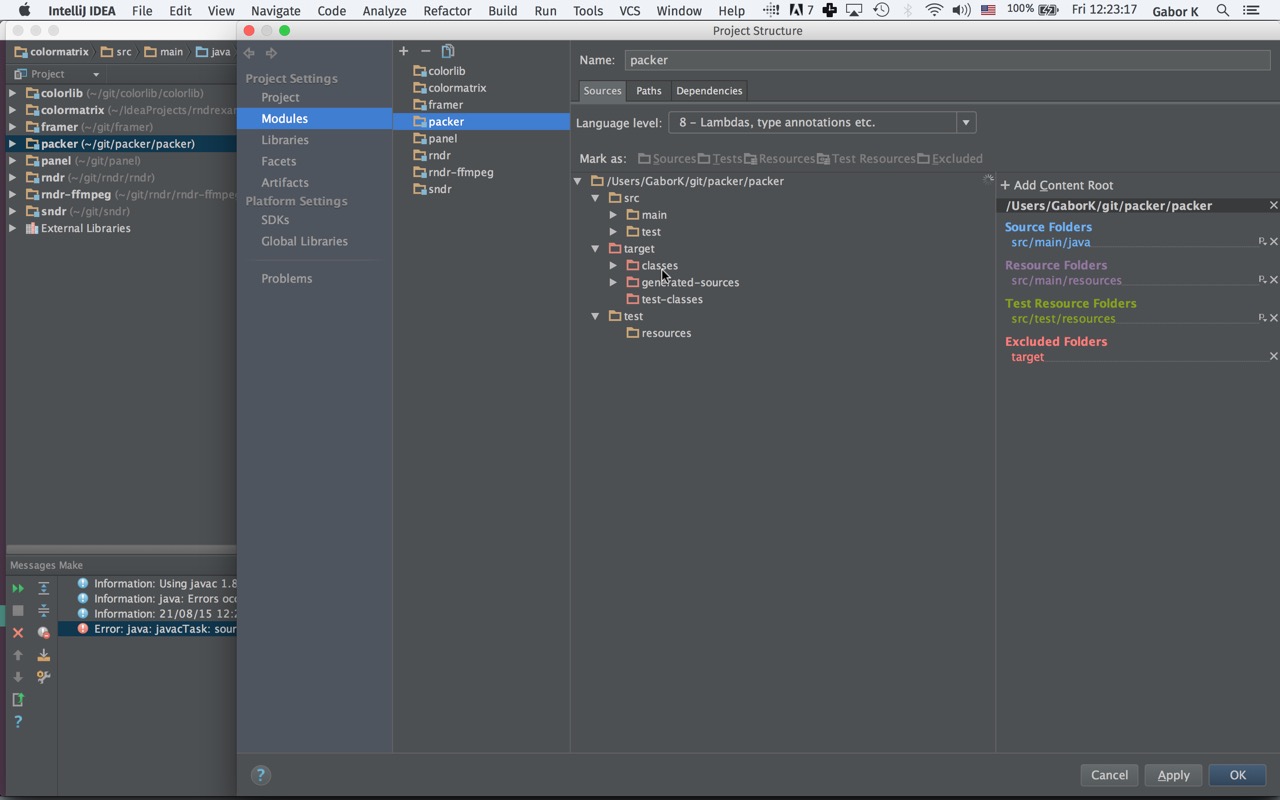 IntelliJ IDEA File Edit View Navigate Code Analyze Refactor Build Run Tools VCS Window Help 7 100% Fri 12:23:17 Gabor K
Project Structure
colormatrix src main java
Project
colorlib (~/git/colorlib/colorlib)
colormatrix (~/IdeaProjects/rndrexa
framer (~/git/framer)
packer (~/git/packer/packer)
panel (~/git/panel)
rndr (~/git/rndr/rndr)
rndr-ffmpeg (~/git/rndr/rndr-ffmpe
sndr (~/git/sndr)
External Libraries
Project Settings
Project
Modules
Libraries
Facets
Artifacts
Platform Settings
SDKs
Global Libraries
Problems
colorlib
colormatrix
framer
packer
panel
rndr
rndr-ffmpeg
sndr
Name: packer
Sources Paths Dependencies
Language level: 8 – Lambdas, type annotations etc.
Mark as: Sources Tests Resources Test Resources Excluded
/Users/GaborK/git/packer/packer
src
main
test
target
classes
generated-sources
test-classes
test
resources
+ Add Content Root
/Users/GaborK/git/packer/packer
Source Folders
src/main/java
Resource Folders
src/main/resources
Test Resource Folders
src/test/resources
Excluded Folders
target
Messages Make
Information: Using javac 1.8
Information: java: Errors occ
Information: 21/08/15 12:2
Error: java: javacTask: sour
?
? Cancel Apply OK